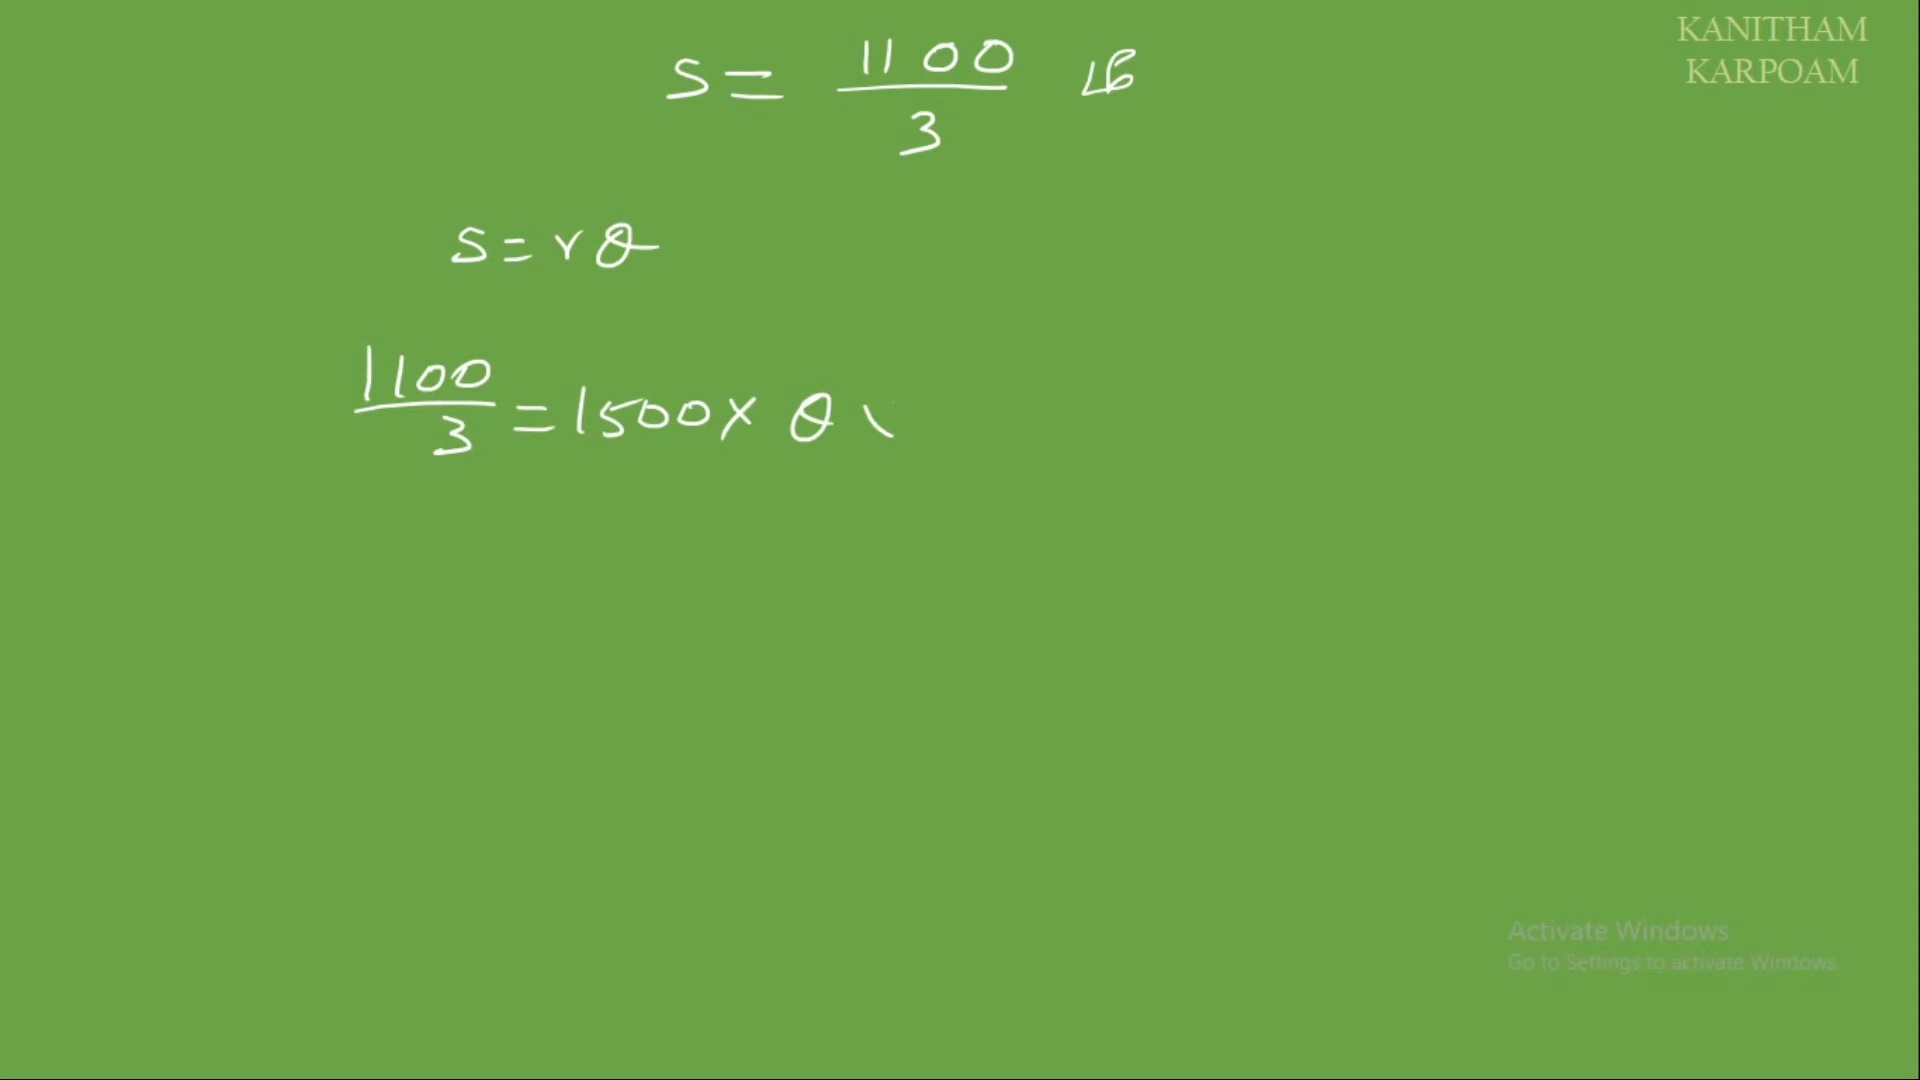 KANITHAM
KARPOAM
S = 1100/3 மீ
s = rθ
1100/3 = 1500 × θ
Activate Windows
Go to Settings to activate Windows.